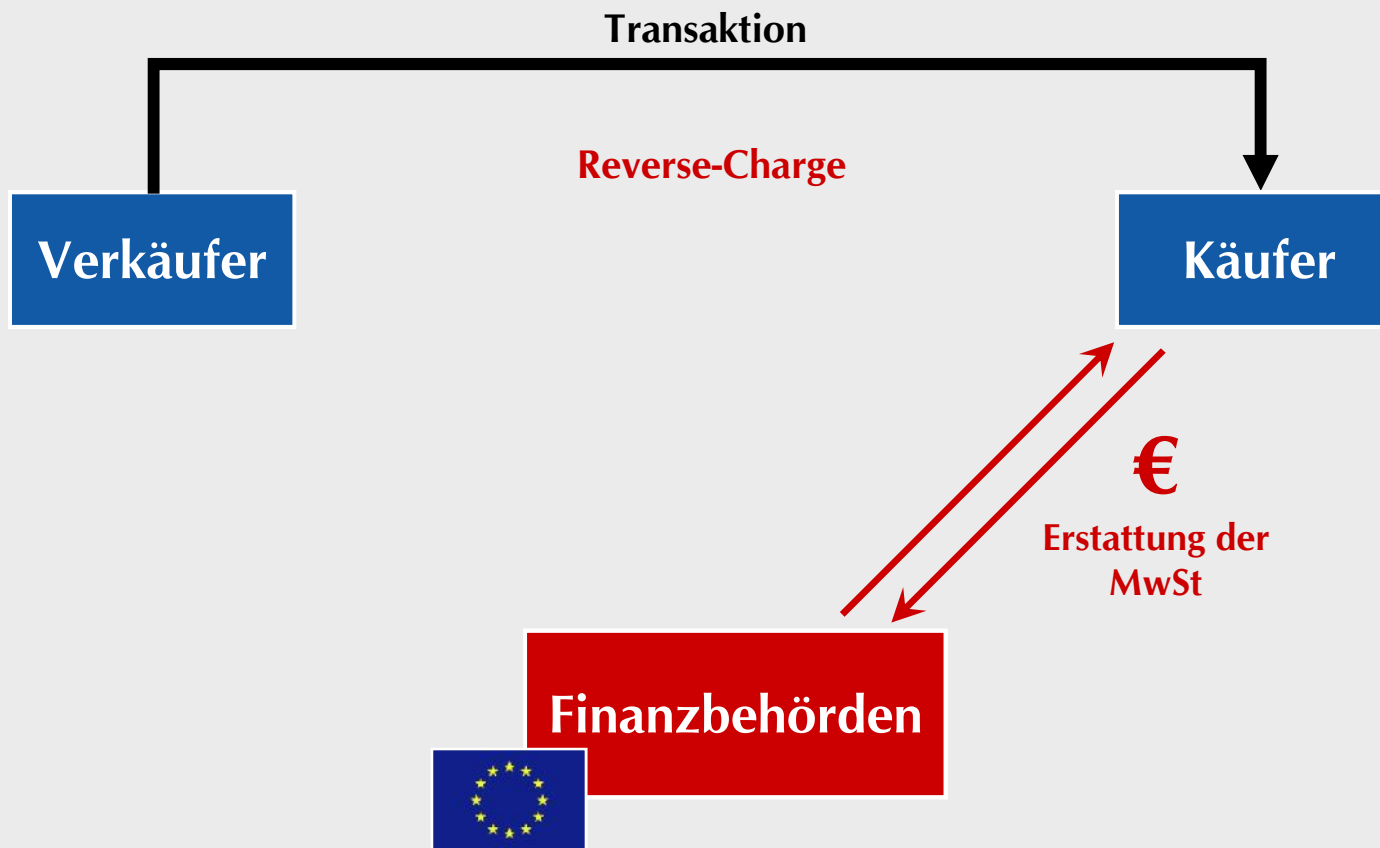 Transaktion
Reverse-Charge
Verkäufer
Käufer
€
Erstattung der
MwSt
Finanzbehörden